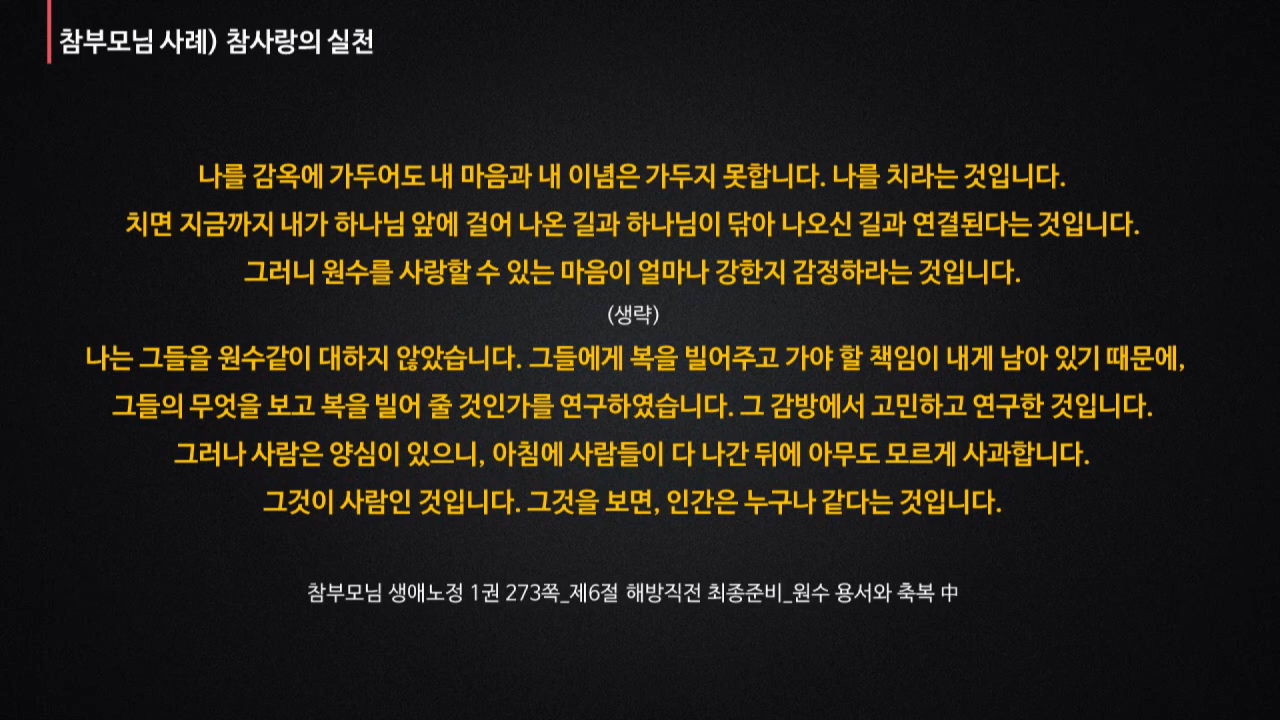 참부모님 사례) 참사랑의 실천
나를 감옥에 가두어도 내 마음과 내 이념은 가두지 못합니다. 나를 치라는 것입니다.
치면 지금까지 내가 하나님 앞에 걸어 나온 길과 하나님이 닦아 나오신 길과 연결된다는 것입니다.
그러니 원수를 사랑할 수 있는 마음이 얼마나 강한지 감정하라는 것입니다.
(생략)
나는 그들을 원수같이 대하지 않았습니다. 그들에게 복을 빌어주고 가야 할 책임이 내게 남아 있기 때문에,
그들의 무엇을 보고 복을 빌어 줄 것인가를 연구하였습니다. 그 감방에서 고민하고 연구한 것입니다.
그러나 사람은 양심이 있으니, 아침에 사람들이 다 나간 뒤에 아무도 모르게 사과합니다.
그것이 사람인 것입니다. 그것을 보면, 인간은 누구나 같다는 것입니다.
참부모님 생애노정 1권 273쪽_제6절 해방직전 최종준비_원수 용서와 축복 中